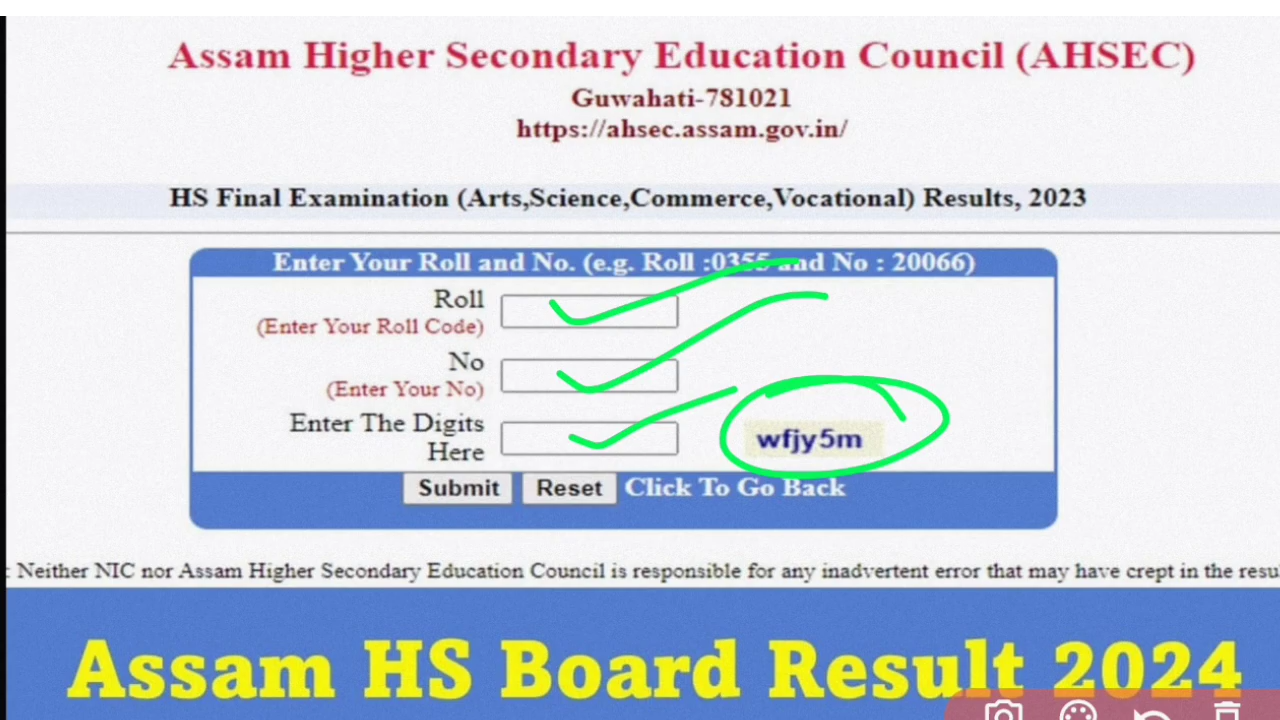 Assam Higher Secondary Education Council (AHSEC)
Guwahati-781021
https://ahsec.assam.gov.in/
HS Final Examination (Arts,Science,Commerce,Vocational) Results, 2023
Enter Your Roll and No. (e.g. Roll :0355 and No : 20066)
Roll
(Enter Your Roll Code)
No
(Enter Your No)
Enter The Digits
Here
wfjy5m
Submit Reset Click To Go Back
: Neither NIC nor Assam Higher Secondary Education Council is responsible for any inadvertent error that may have crept in the resu
Assam HS Board Result 2024